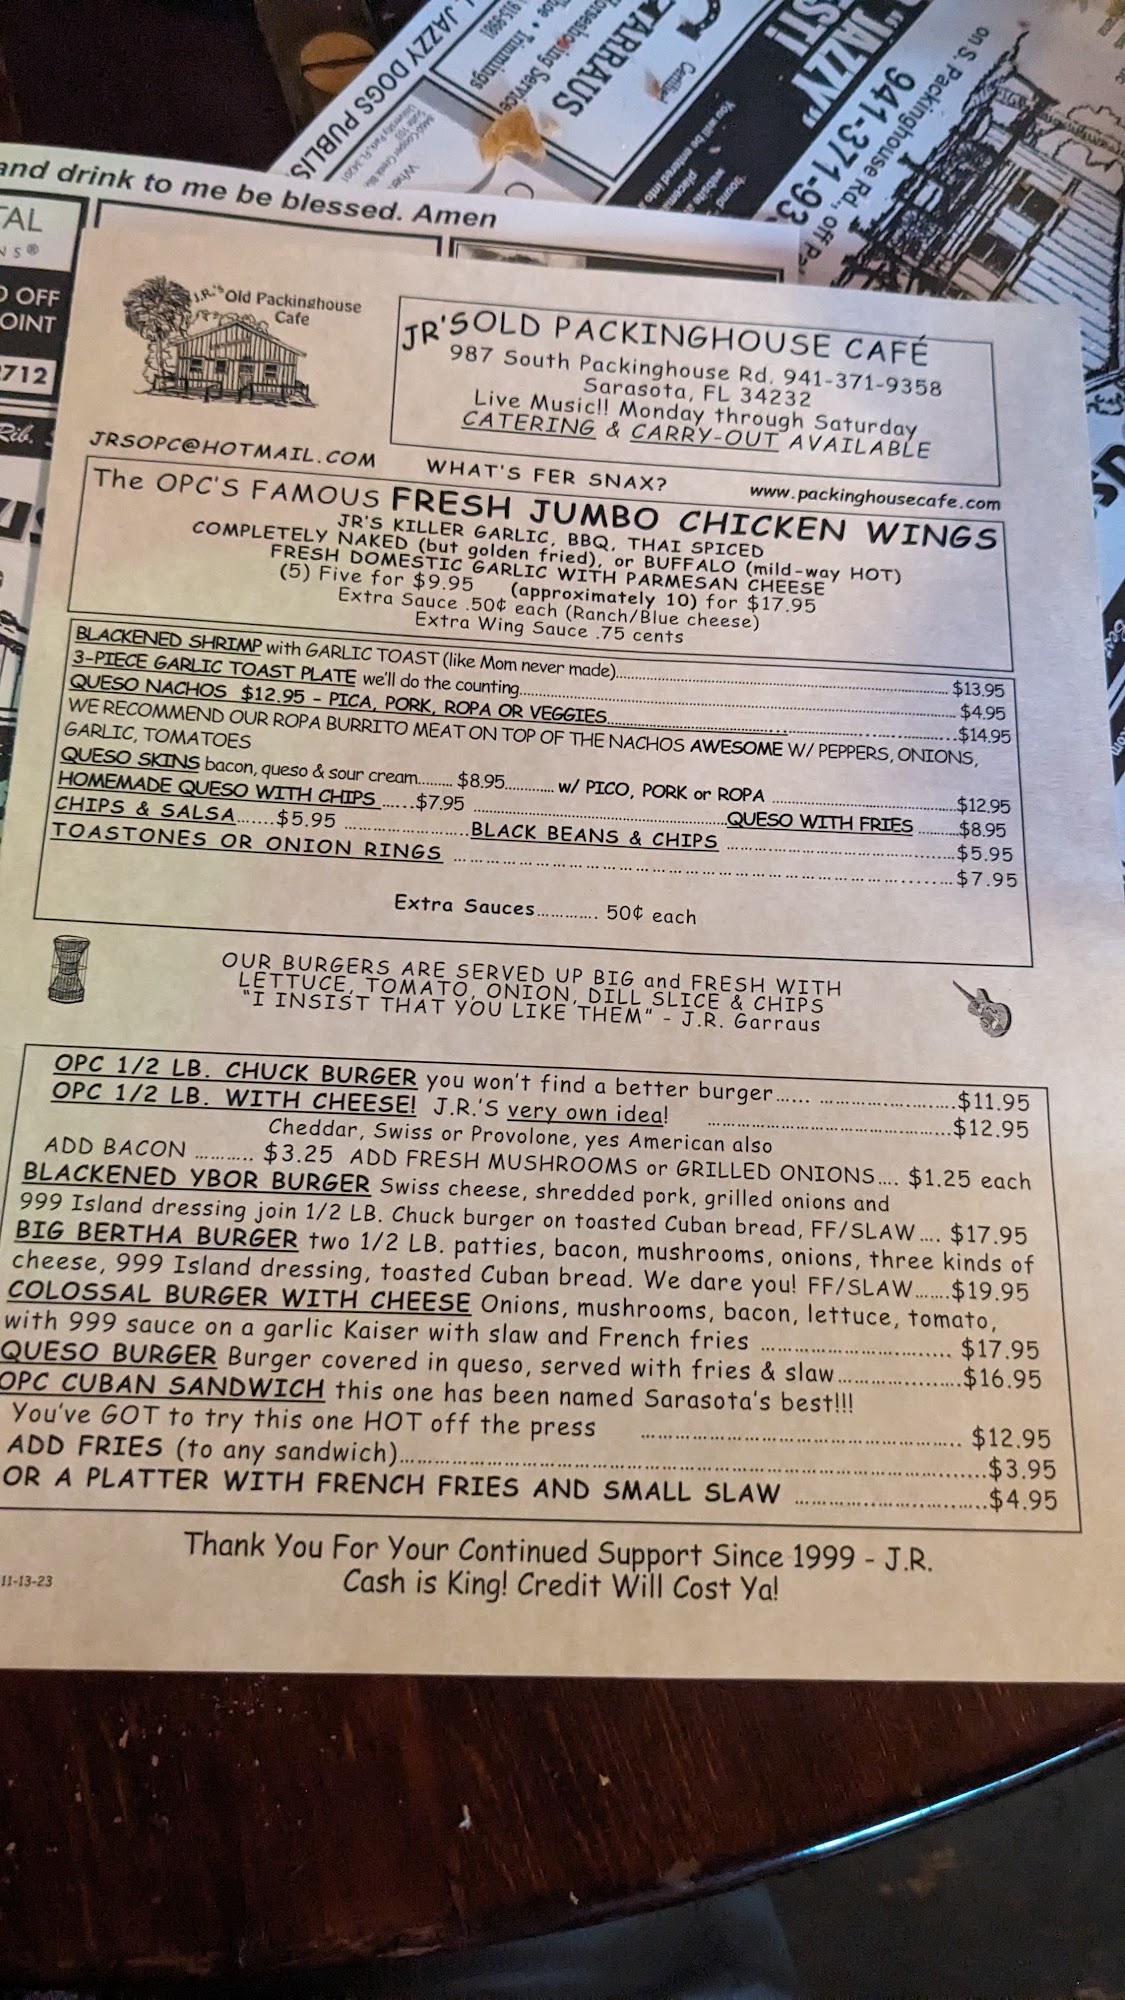 JAZZY DOGS PUBLIS
Horseshoeing Service
Trimmings
GARRAUS
Certified
You will be entered into
941-371-93
on S. Packinghouse Rd., off Pa
and drink to me be blessed. Amen
TAL
NS®
OFF
OINT
2712
Rib.
J.R.'s Old Packinghouse
Cafe
JR'S OLD PACKINGHOUSE CAFÉ
987 South Packinghouse Rd. 941-371-9358
Sarasota, FL 34232
Live Music!! Monday through Saturday
CATERING & CARRY-OUT AVAILABLE
JRSOPC@HOTMAIL.COM WHAT'S FER SNAX? www.packinghousecafe.com
The OPC'S FAMOUS FRESH JUMBO CHICKEN WINGS
JR'S KILLER GARLIC, BBQ, THAI SPICED
COMPLETELY NAKED (but golden fried), or BUFFALO (mild-way HOT)
FRESH DOMESTIC GARLIC WITH PARMESAN CHEESE
(5) Five for $9.95 (approximately 10) for $17.95
Extra Sauce .50¢ each (Ranch/Blue cheese)
Extra Wing Sauce .75 cents
BLACKENED SHRIMP with GARLIC TOAST (like Mom never made)........ $13.95
3-PIECE GARLIC TOAST PLATE we'll do the counting........ $4.95
QUESO NACHOS $12.95 - PICA, PORK, ROPA OR VEGGIES........$14.95
WE RECOMMEND OUR ROPA BURRITO MEAT ON TOP OF THE NACHOS AWESOME W/ PEPPERS, ONIONS,
GARLIC, TOMATOES
QUESO SKINS bacon, queso & sour cream........ $8.95............ w/ PICO, PORK or ROPA ........$12.95
HOMEMADE QUESO WITH CHIPS ......$7.95 ........QUESO WITH FRIES ........$8.95
CHIPS & SALSA.......$5.95 ........BLACK BEANS & CHIPS ........$5.95
TOASTONES OR ONION RINGS ........$7.95
Extra Sauces............ 50¢ each
OUR BURGERS ARE SERVED UP BIG and FRESH WITH
LETTUCE, TOMATO, ONION, DILL SLICE & CHIPS
"I INSIST THAT YOU LIKE THEM" - J.R. Garraus
OPC 1/2 LB. CHUCK BURGER you won't find a better burger...... ........$11.95
OPC 1/2 LB. WITH CHEESE! J.R.'S very own idea! ........$12.95
Cheddar, Swiss or Provolone, yes American also
ADD BACON ........... $3.25 ADD FRESH MUSHROOMS or GRILLED ONIONS.... $1.25 each
BLACKENED YBOR BURGER Swiss cheese, shredded pork, grilled onions and
999 Island dressing join 1/2 LB. Chuck burger on toasted Cuban bread, FF/SLAW .... $17.95
BIG BERTHA BURGER two 1/2 LB. patties, bacon, mushrooms, onions, three kinds of
cheese, 999 Island dressing, toasted Cuban bread. We dare you! FF/SLAW.......$19.95
COLOSSAL BURGER WITH CHEESE Onions, mushrooms, bacon, lettuce, tomato,
with 999 sauce on a garlic Kaiser with slaw and French fries ........ $17.95
QUESO BURGER Burger covered in queso, served with fries & slaw........$16.95
OPC CUBAN SANDWICH this one has been named Sarasota's best!!!
You've GOT to try this one HOT off the press ........ $12.95
ADD FRIES (to any sandwich)........$3.95
OR A PLATTER WITH FRENCH FRIES AND SMALL SLAW ........$4.95
Thank You For Your Continued Support Since 1999 - J.R.
Cash is King! Credit Will Cost Ya!
11-13-23